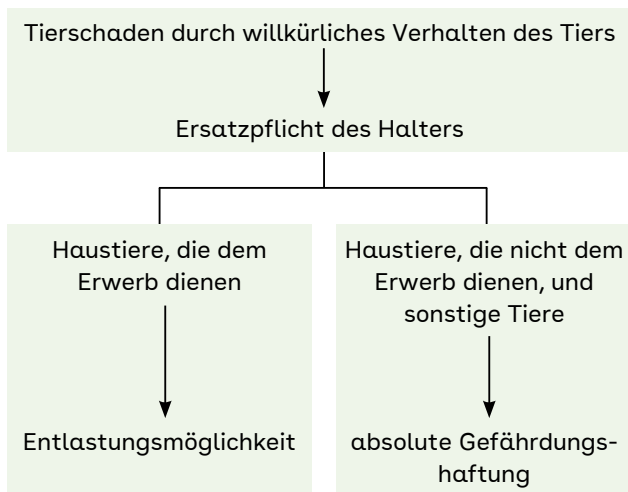 Tierschaden durch willkürliches Verhalten des Tiers
Ersatzpflicht des Halters
Haustiere, die dem
Erwerb dienen
Entlastungsmöglichkeit
Haustiere, die nicht dem
Erwerb dienen, und
sonstige Tiere
absolute Gefährdungs-
haftung